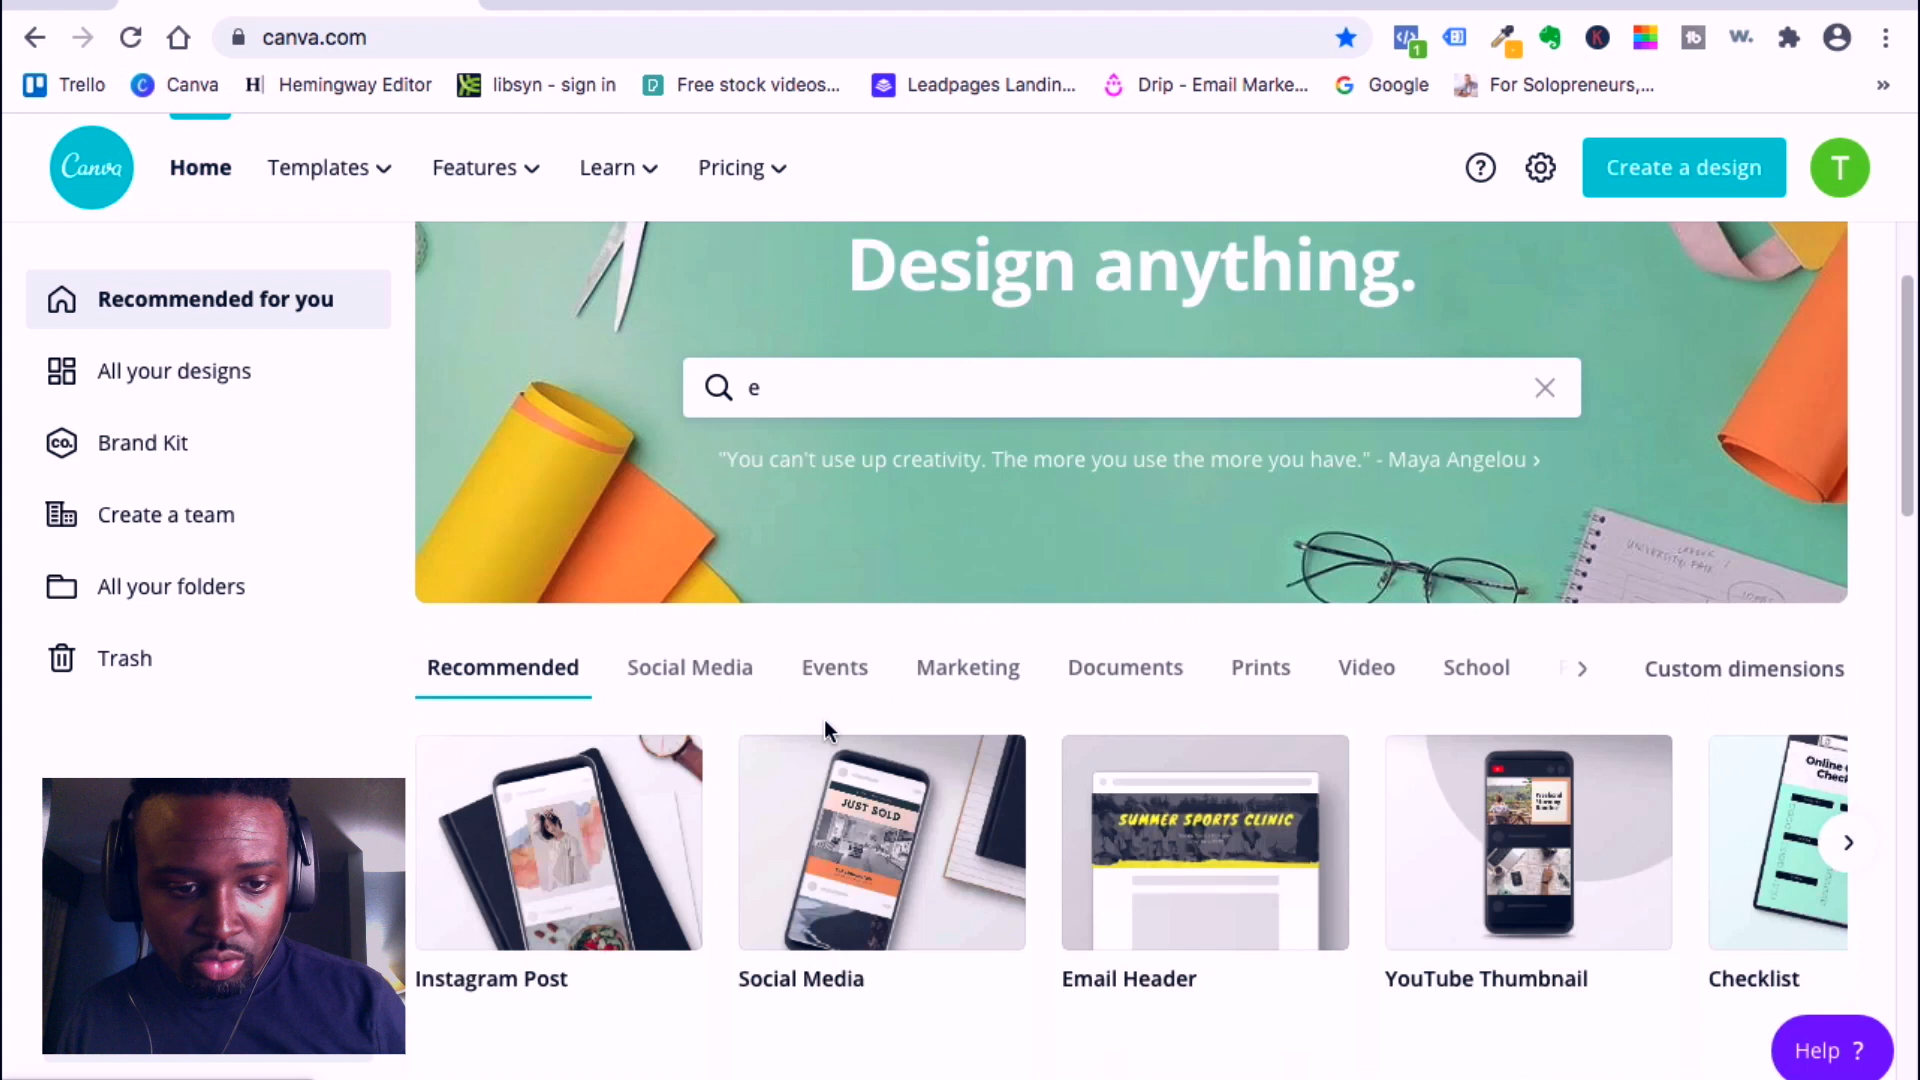 canva.com
1
Trello
Canva
H
Hemingway Editor
libsyn - sign in
Free stock videos...
Leadpages Landin...
Drip - Email Marke...
Google
For Solopreneurs,...
Canva
Home
Templates
Features
Learn
Pricing
Create a design
T
Recommended for you
All your designs
CO.
Brand Kit
Create a team
All your folders
Trash
Design anything.
e
"You can't use up creativity. The more you use the more you have." - Maya Angelou ›
Recommended
Social Media
Events
Marketing
Documents
Prints
Video
School
Custom dimensions
JUST SOLD
SUMMER SPORTS CLINIC
Online
Instagram Post
Social Media
Email Header
YouTube Thumbnail
Checklist
Help ?